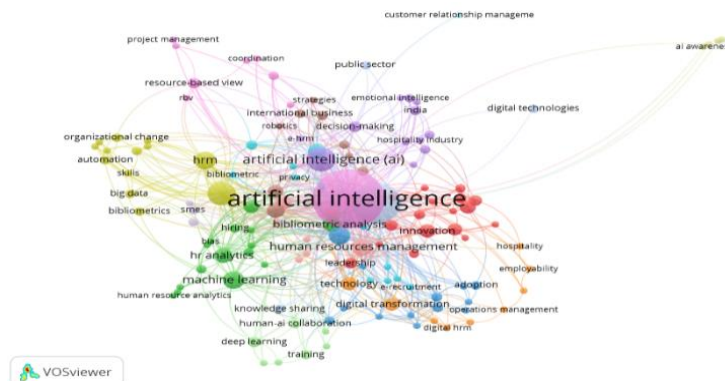 customer relationship manageme
project management
ai awarene
coordination
public sector
resource-based view
rbv
strategies
emotional intelligence
international business
india
digital technologies
robotics
decision-making
organizational change
e-hrm
hospitality industry
automation
hrm
artificial intelligence (ai)
skills
bibliometric
privacy
big data
artificial intelligence
bibliometrics
smes
hiring
bibliometric analysis
innovation
bias
human resources management
hospitality
hr analytics
leadership
employability
machine learning
technology
e-recruitment
adoption
human resource analytics
digital transformation
knowledge sharing
operations management
human-ai collaboration
digital hrm
deep learning
training
VOSviewer